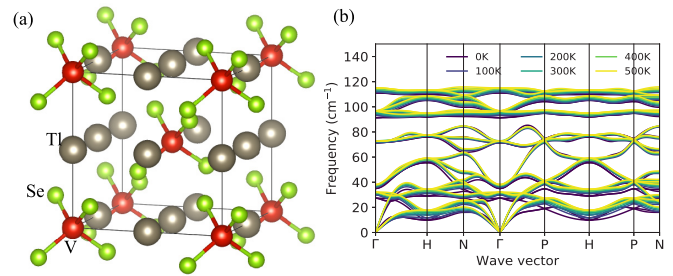 (a)
Tl
Se
V
(b)
Frequency (cm⁻¹)
140
120
100
80
60
40
20
0
0K 200K 400K
100K 300K 500K
Γ H N Γ P H P N
Wave vector